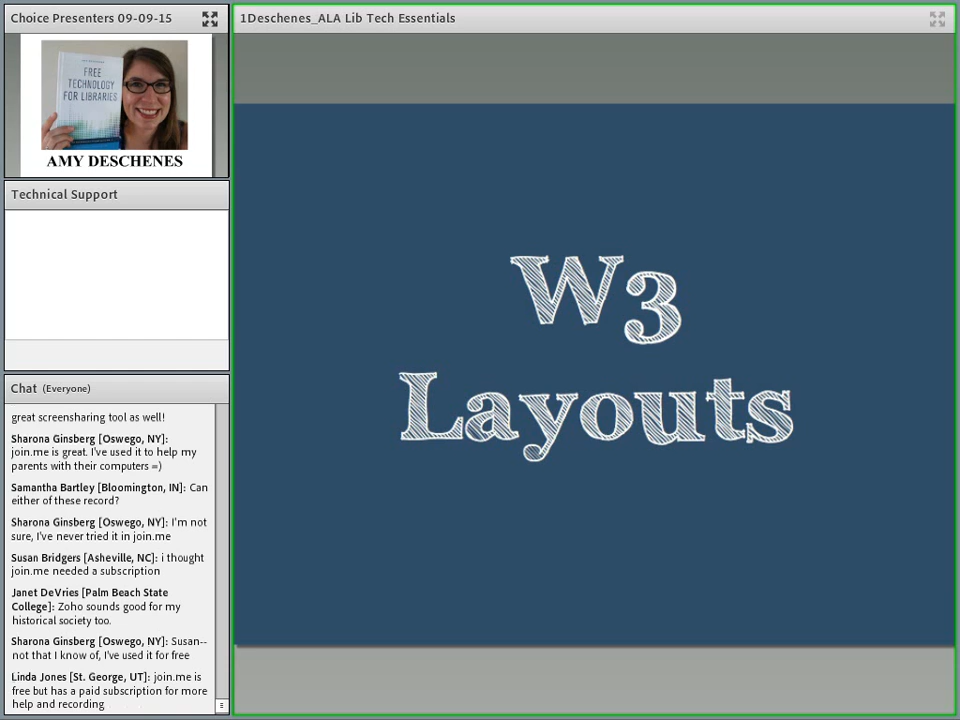 Choice Presenters 09-09-15
FREE
TECHNOLOGY
FOR LIBRARIES
AMY DESCHENES
Technical Support
Chat (Everyone)
great screensharing tool as well!
Sharona Ginsberg [Oswego, NY]:
join.me is great. I've used it to help my
parents with their computers =)
Samantha Bartley [Bloomington, IN]: Can
either of these record?
Sharona Ginsberg [Oswego, NY]: I'm not
sure, I've never tried it in join.me
Susan Bridgers [Asheville, NC]: i thought
join.me needed a subscription
Janet DeVries [Palm Beach State
College]: Zoho sounds good for my
historical society too.
Sharona Ginsberg [Oswego, NY]: Susan--
not that I know of, I've used it for free
Linda Jones [St. George, UT]: join.me is
free but has a paid subscription for more
help and recording
1Deschenes_ALA Lib Tech Essentials
W3
Layouts